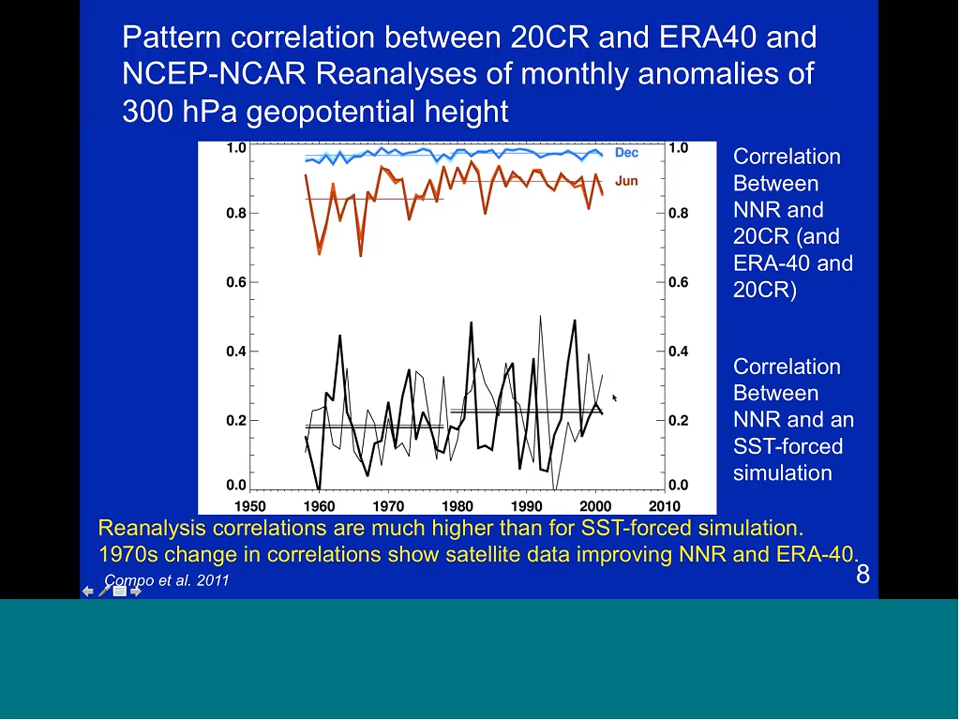 Pattern correlation between 20CR and ERA40 and
NCEP-NCAR Reanalyses of monthly anomalies of
300 hPa geopotential height
1.0
0.8
0.6
0.4
0.2
0.0
1.0
0.8
0.6
0.4
0.2
0.0
Dec
Jun
1950 1960 1970 1980 1990 2000 2010
Correlation
Between
NNR and
20CR (and
ERA-40 and
20CR)
Correlation
Between
NNR and an
SST-forced
simulation
Reanalysis correlations are much higher than for SST-forced simulation.
1970s change in correlations show satellite data improving NNR and ERA-40.
Compo et al. 2011
8